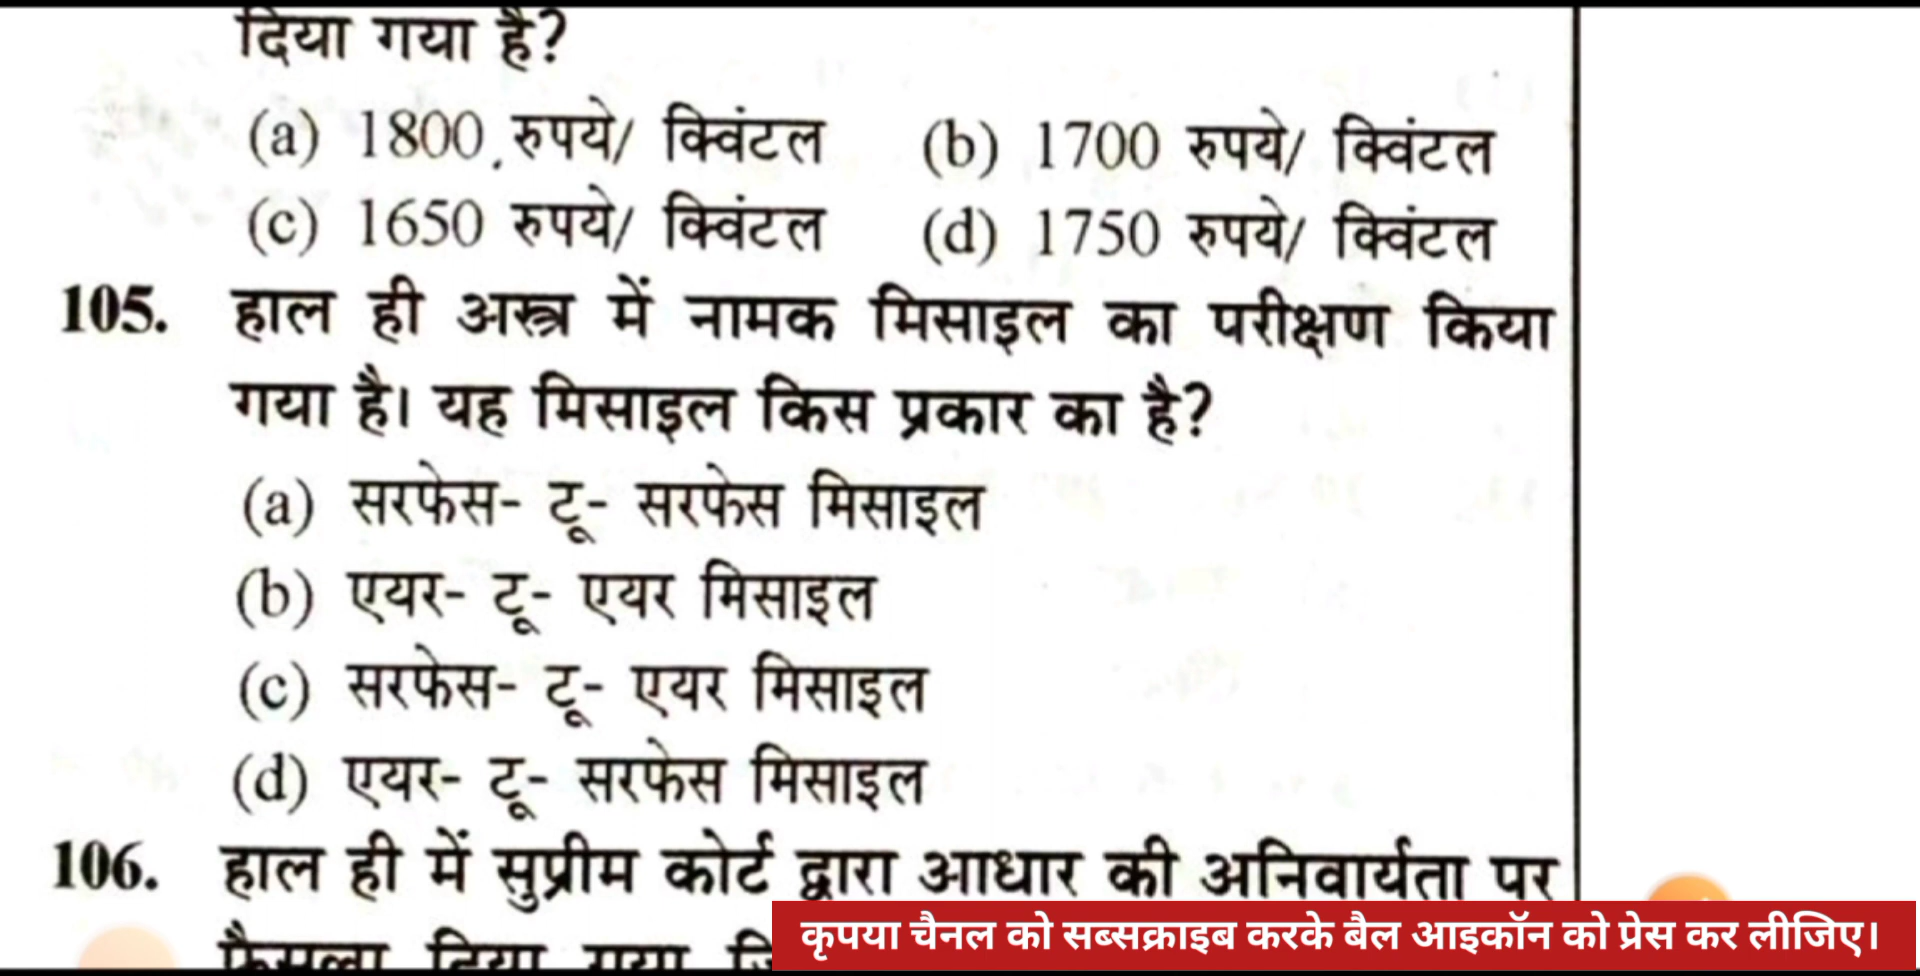 दिया गया है?
(a) 1800 रुपये/ क्विंटल (b) 1700 रुपये/ क्विंटल
(c) 1650 रुपये/ क्विंटल (d) 1750 रुपये/ क्विंटल
105. हाल ही अस्त्र में नामक मिसाइल का परीक्षण किया
गया है। यह मिसाइल किस प्रकार का है?
(a) सरफेस- टू- सरफेस मिसाइल
(b) एयर- टू- एयर मिसाइल
(c) सरफेस- टू- एयर मिसाइल
(d) एयर- टू- सरफेस मिसाइल
106. हाल ही में सुप्रीम कोर्ट द्वारा आधार की अनिवार्यता पर
फैसला दिया गया
कृपया चैनल को सब्सक्राइब करके बैल आइकॉन को प्रेस कर लीजिए।